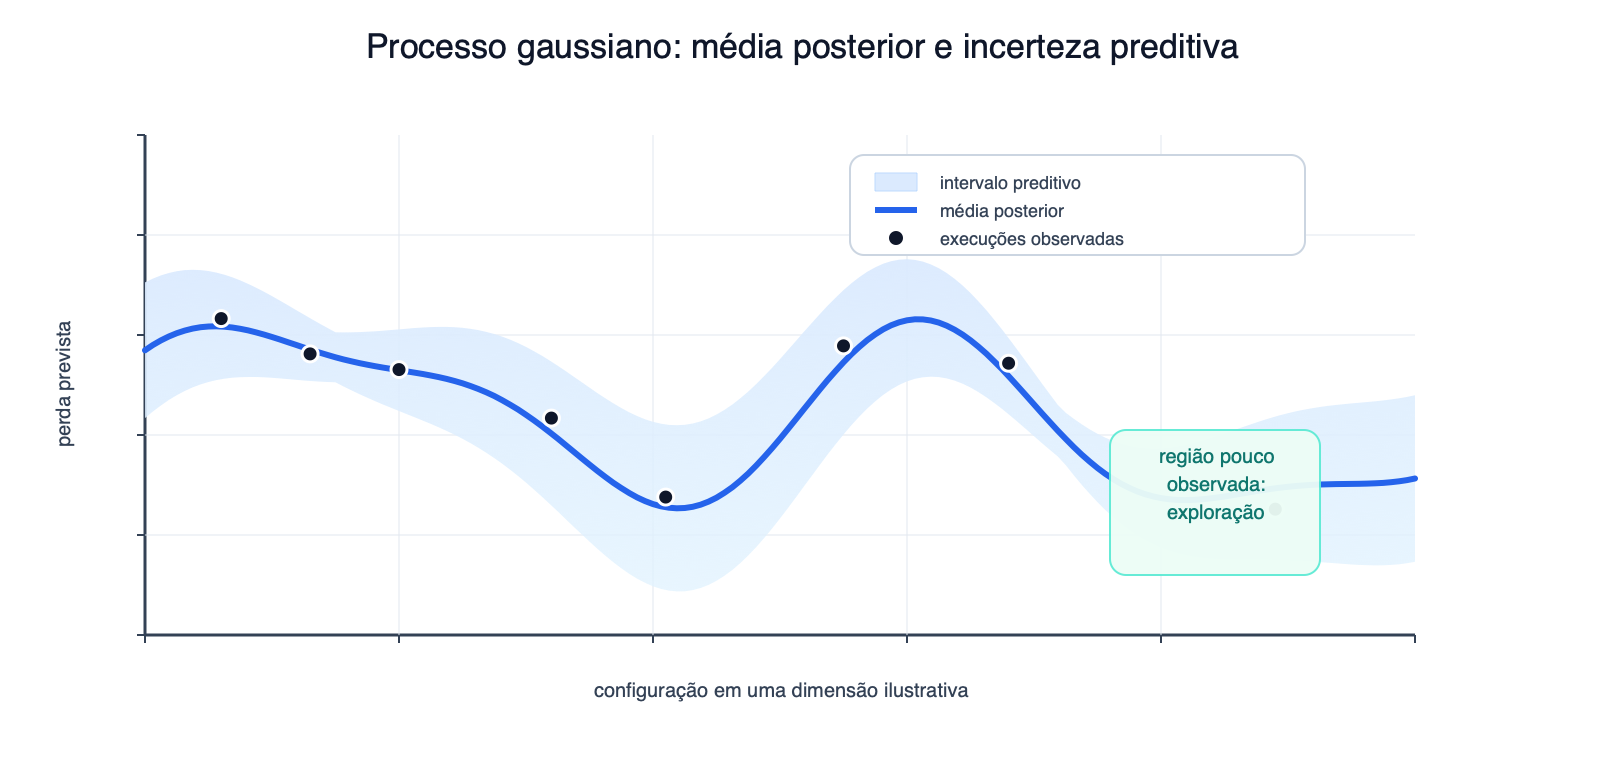 Processo gaussiano: média posterior e incerteza preditiva
intervalo preditivo
média posterior
execuções observadas
perda prevista
região pouco
observada:
exploração
configuração em uma dimensão ilustrativa